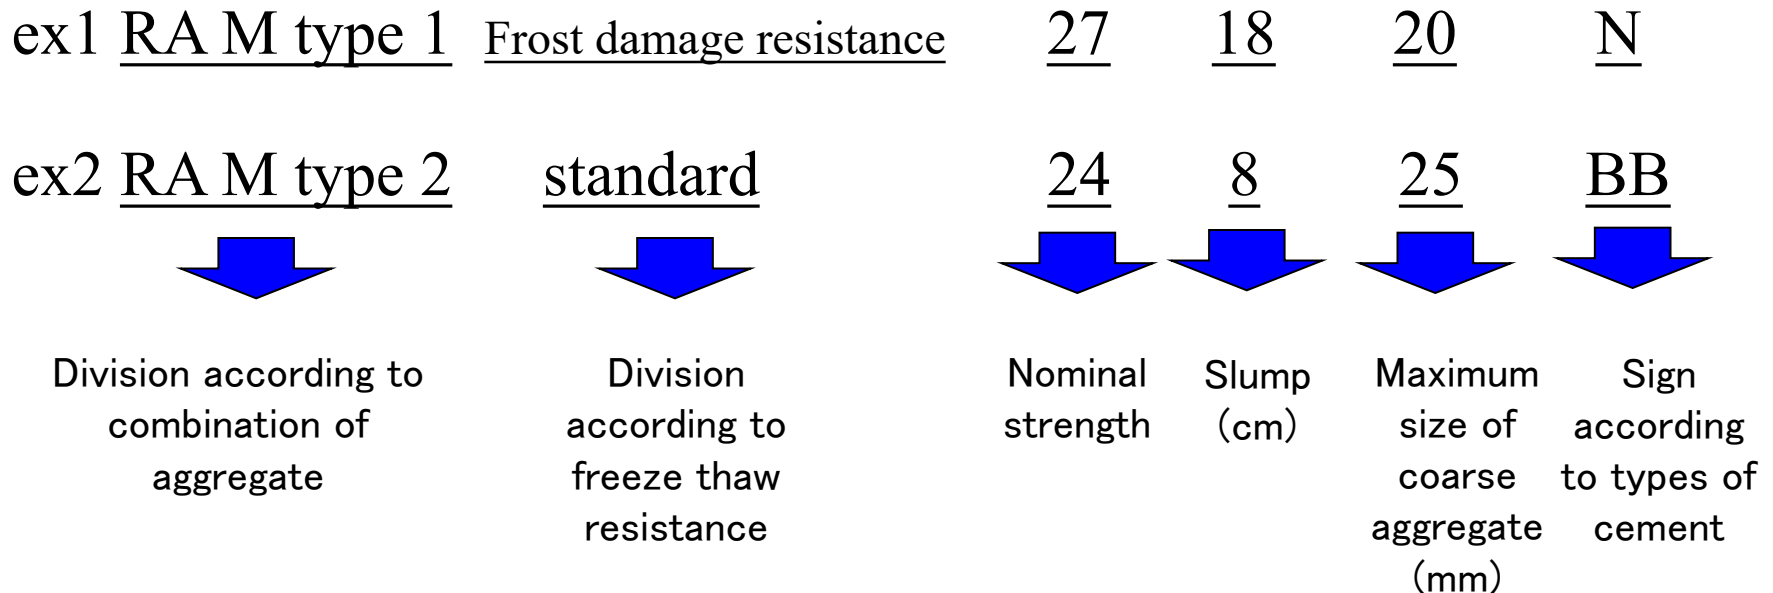 ex1 RA M type 1 Frost damage resistance 27 18 20 N
ex2 RA M type 2 standard 24 8 25 BB
Division according to
combination of
aggregate
Division
according to
freeze thaw
resistance
Nominal
strength
Slump
(cm)
Maximum
size of
coarse
aggregate
(mm)
Sign
according
to types of
cement